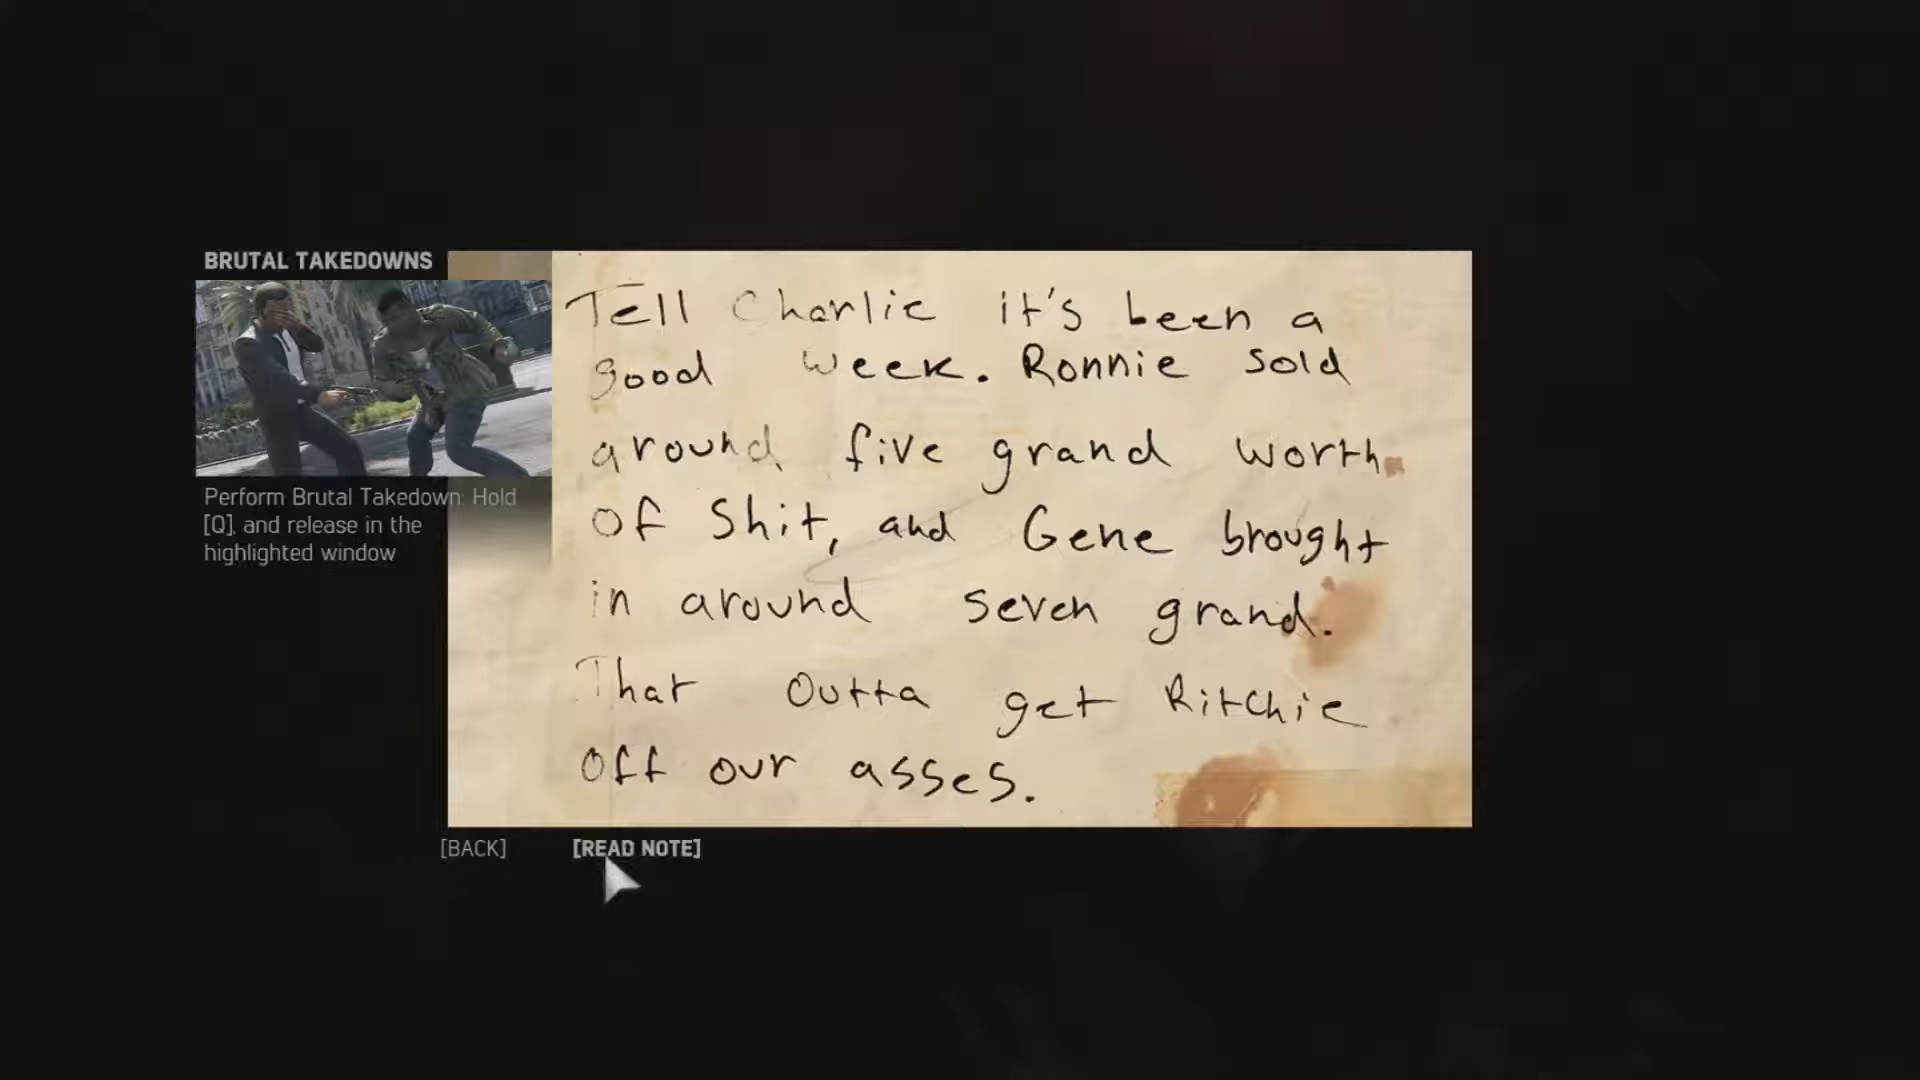 BRUTAL TAKEDOWNS
Perform Brutal Takedown: Hold
[Q], and release in the
highlighted window
Tell Charlie it's been a
good week. Ronnie sold
around five grand worth
of shit, and Gene brought
in around seven grand.
That outta get Ritchie
off our asses.
[BACK] [READ NOTE]